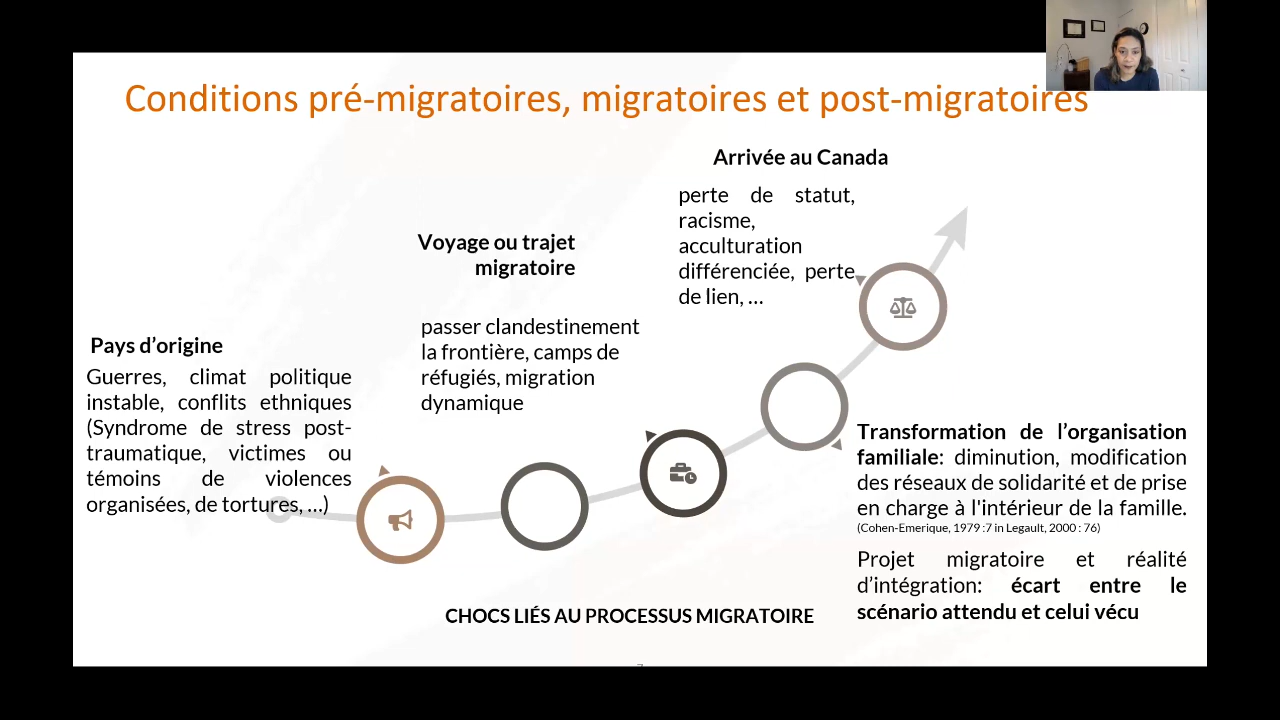 Conditions pré-migratoires, migratoires et post-migratoires
Arrivée au Canada
perte de statut,
racisme,
acculturation
différenciée, perte
de lien, ...
Voyage ou trajet
migratoire
passer clandestinement
la frontière, camps de
réfugiés, migration
dynamique
Pays d’origine
Guerres, climat politique
instable, conflits ethniques
(Syndrome de stress post-
traumatique, victimes ou
témoins de violences
organisées, de tortures, ...)
Transformation de l’organisation
familiale: diminution, modification
des réseaux de solidarité et de prise
en charge à l'intérieur de la famille.
(Cohen-Emerique, 1979 :7 in Legault, 2000 : 76)
Projet migratoire et réalité
d’intégration: écart entre le
scénario attendu et celui vécu
CHOCS LIÉS AU PROCESSUS MIGRATOIRE